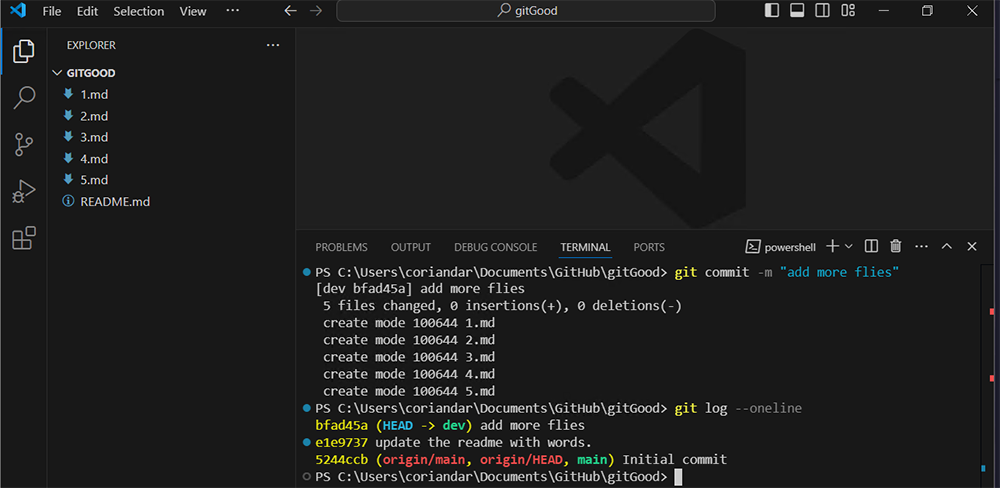 File Edit Selection View ··· gitGood
EXPLORER ···
GITGOOD
1.md
2.md
3.md
4.md
5.md
README.md
PROBLEMS OUTPUT DEBUG CONSOLE TERMINAL PORTS powershell
PS C:\Users\coriandar\Documents\GitHub\gitGood> git commit -m "add more flies"
[dev bfad45a] add more flies
5 files changed, 0 insertions(+), 0 deletions(-)
create mode 100644 1.md
create mode 100644 2.md
create mode 100644 3.md
create mode 100644 4.md
create mode 100644 5.md
PS C:\Users\coriandar\Documents\GitHub\gitGood> git log --oneline
bfad45a (HEAD -> dev) add more flies
e1e9737 update the readme with words.
5244ccb (origin/main, origin/HEAD, main) Initial commit
PS C:\Users\coriandar\Documents\GitHub\gitGood>